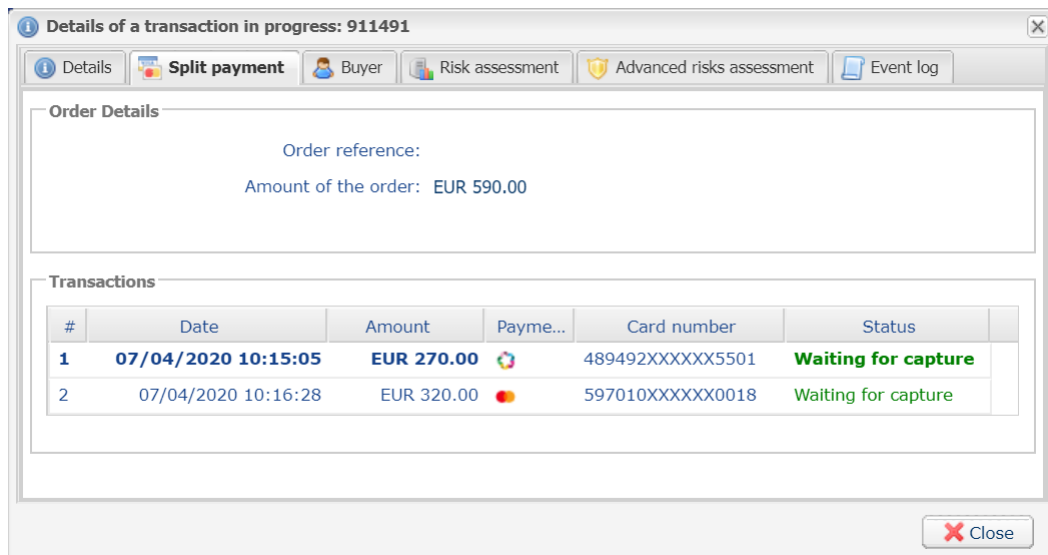 Details of a transaction in progress: 911491
Details Split payment Buyer Risk assessment Advanced risks assessment Event log
Order Details
Order reference:
Amount of the order: EUR 590.00
Transactions
# Date Amount Payme... Card number Status
1 07/04/2020 10:15:05 EUR 270.00 489492XXXXXX5501 Waiting for capture
2 07/04/2020 10:16:28 EUR 320.00 597010XXXXXX0018 Waiting for capture
Close